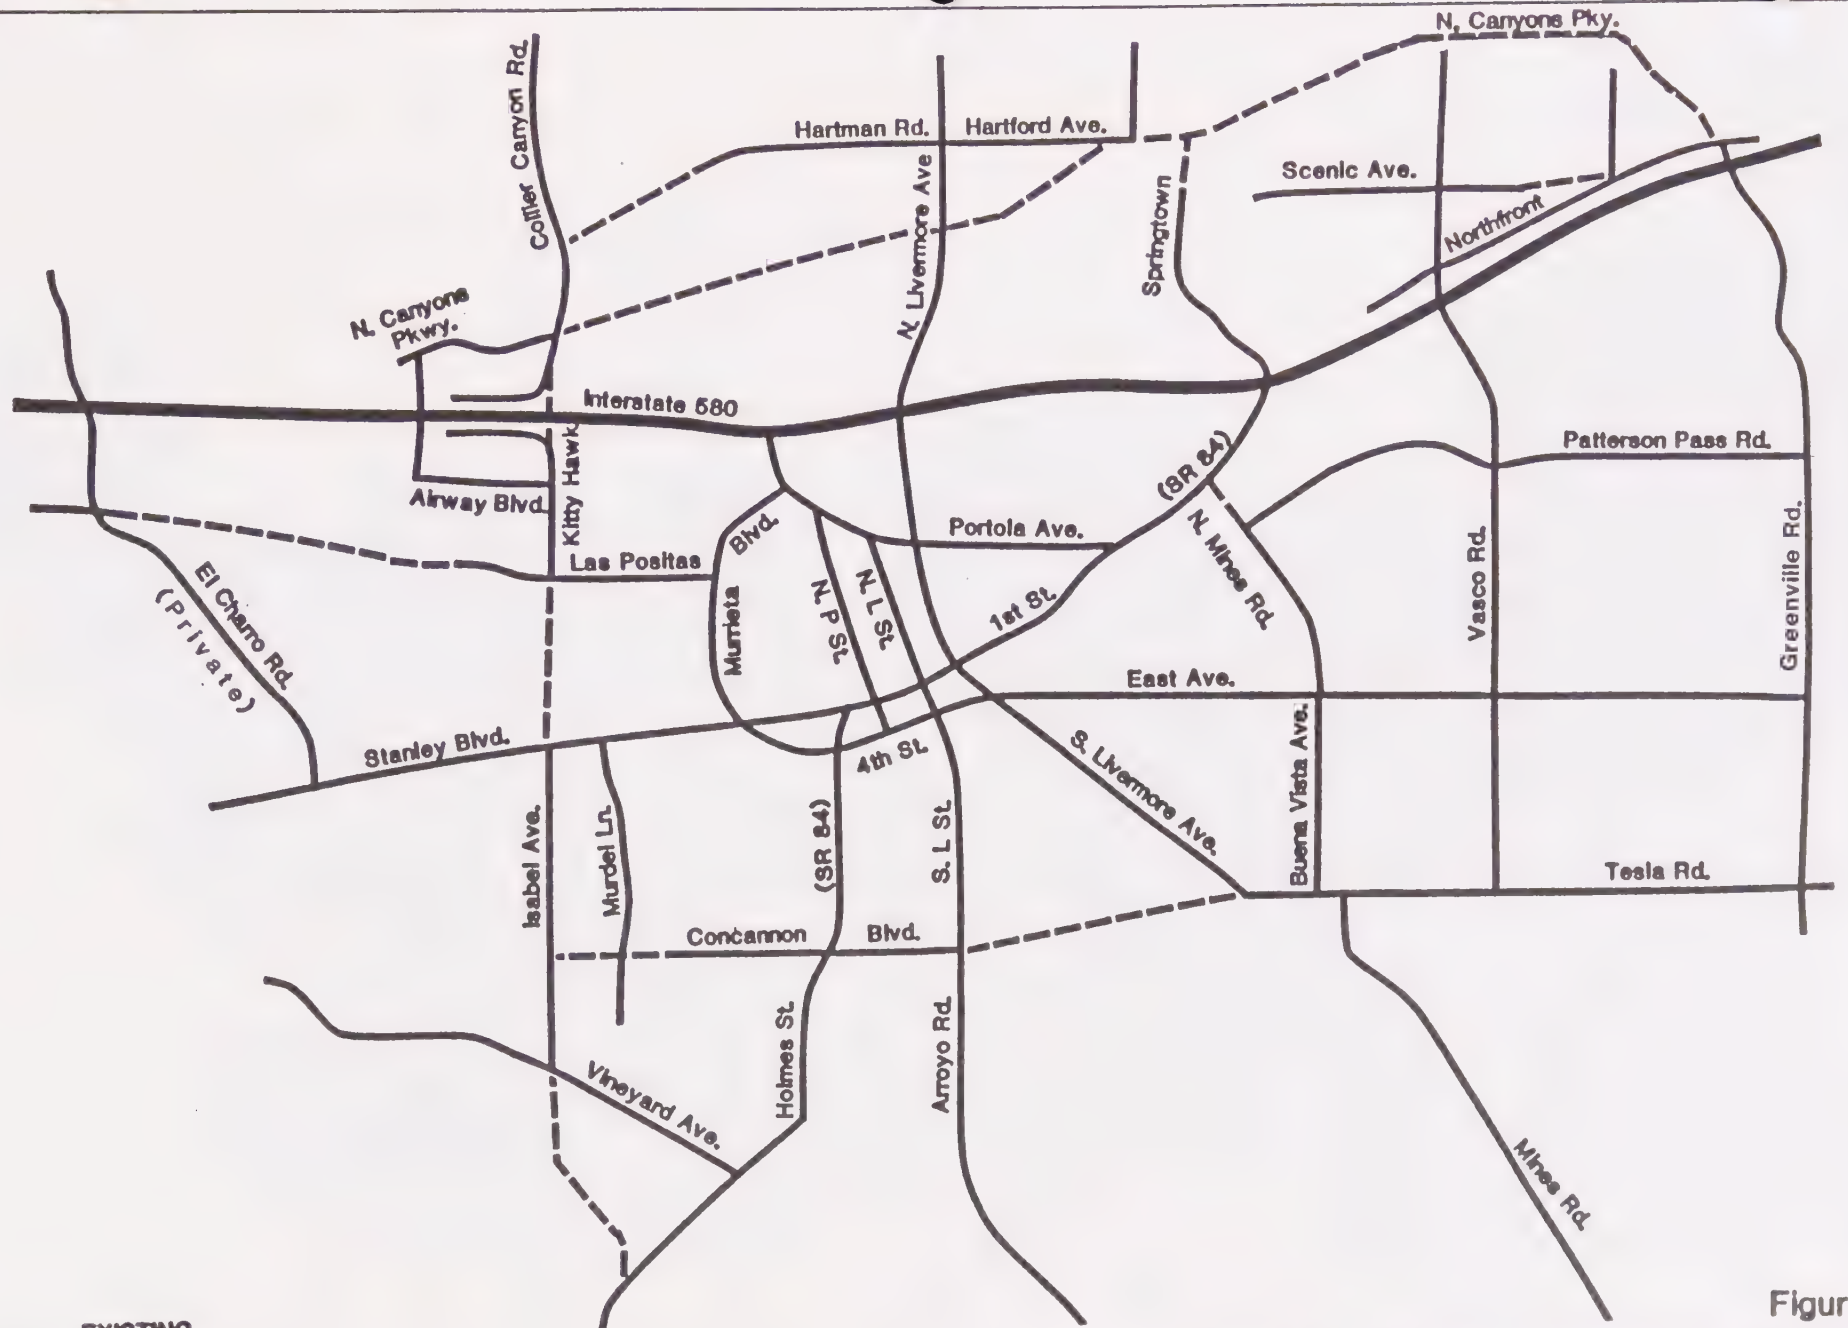 N. Canyons Pky.
Collier Canyon Rd.
Hartman Rd.
Hartford Ave.
N. Livermore Ave
Springtown
Scenic Ave.
Northfront
N. Canyons
Pkwy.
Interstate 580
Kitty Hawk
Airway Blvd.
Las Positas
Blvd.
Murrieta
N. P St.
N. L St.
Portola Ave.
(SR 84)
1st St.
N. Mines Rd.
Patterson Pass Rd.
Vasco Rd.
Greenville Rd.
El Charro Rd.
(Private)
Stanley Blvd.
4th St.
East Ave.
S. Livermore Ave.
Buena Vista Ave.
Tesla Rd.
Isabel Ave.
Murdel Ln.
(SR 84)
S. L St.
Concannon
Blvd.
Holmes St.
Arroyo Rd.
Vineyard Ave.
Mines Rd.
Figur
EXISTING